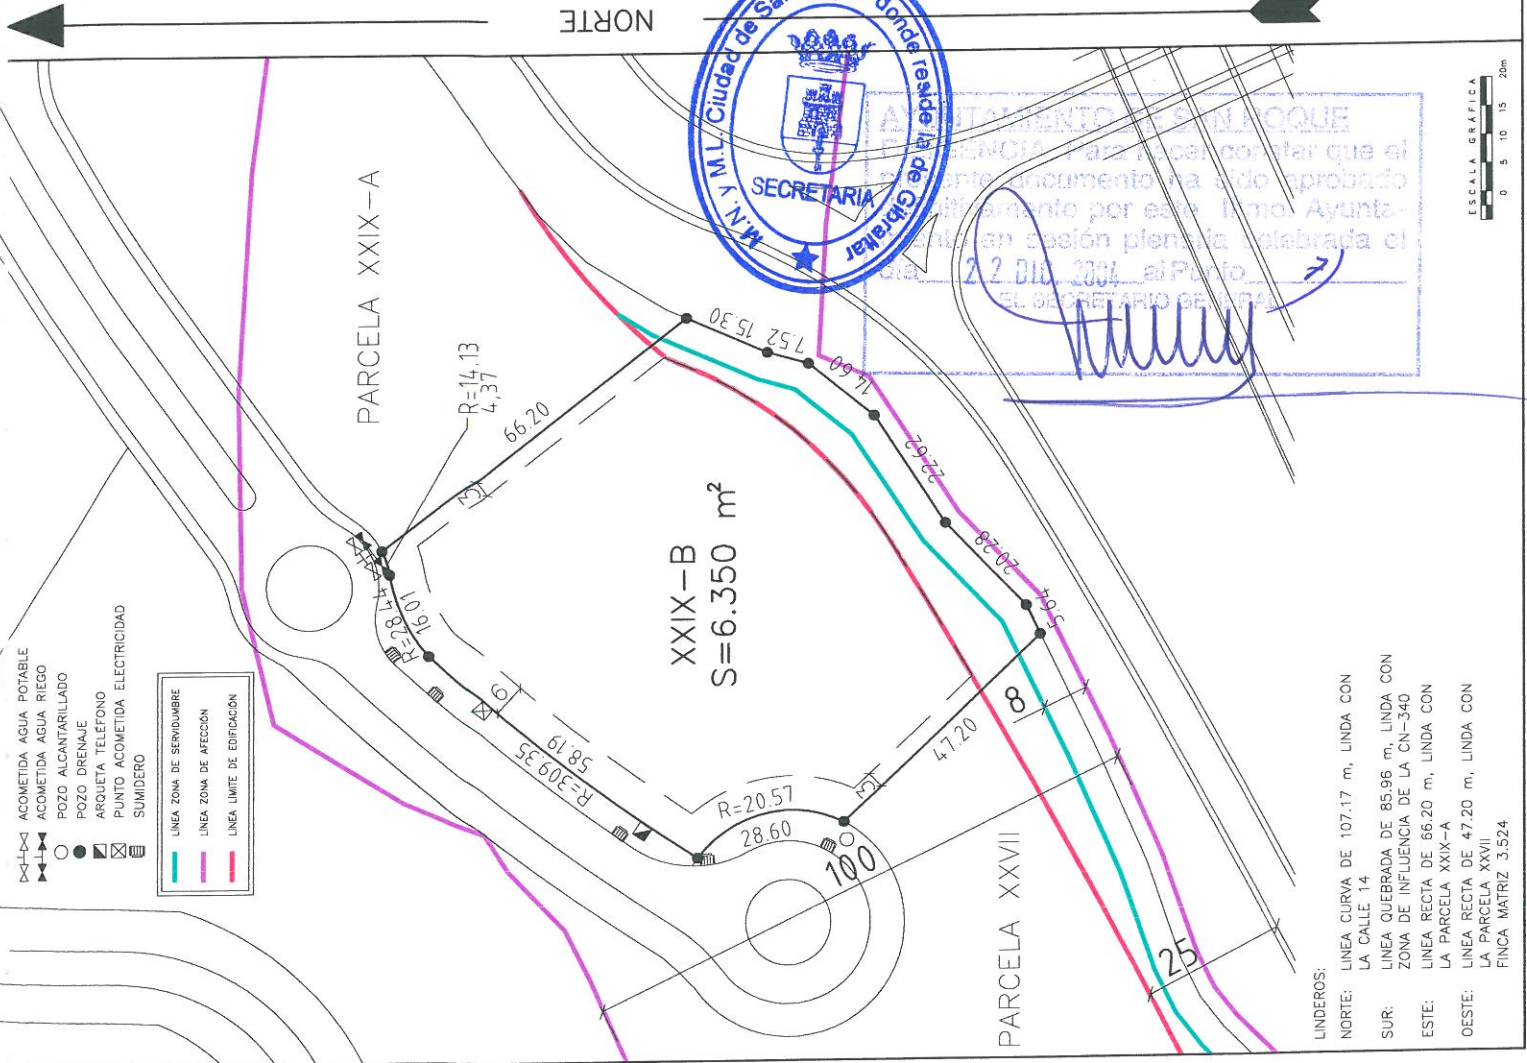 NORTE
ACOMETIDA AGUA POTABLE
ACOMETIDA AGUA RIEGO
POZO ALCANTARILLADO
POZO DRENAJE
ARQUETA TELÉFONO
PUNTO ACOMETIDA ELECTRICIDAD
SUMIDERO
LINEA ZONA DE SERVIDUMBRE
LINEA ZONA DE AFECCIÓN
LINEA LIMITE DE EDIFICACIÓN
PARCELA XXIX-A
R=14.13
4,37
66.20
3
15.30
7.52
14.60
22.62
20.28
5.64
R=28.44
16.01
9
R=309.35
58.19
XXIX-B
S=6.350 m²
R=20.57
28.60
3
47.20
8
100
25
PARCELA XXVII
M.N. Y M.L. Ciudad de San donde reside la de Gibraltar
SECRETARIA
AYUNTAMIENTO DE SAN ROQUE
Para hacer constar que el
documento ha sido aprobado
por este Iltmo. Ayunta-
en sesión plenaria celebrada el
día 22 DIC. 2004 al Punto
EL SECRETARIO GENERAL
ESCALA GRÁFICA
0 5 10 15 20m
LINDEROS:
NORTE: LINEA CURVA DE 107.17 m, LINDA CON
LA CALLE 14
SUR: LINEA QUEBRADA DE 85.96 m, LINDA CON
ZONA DE INFLUENCIA DE LA CN-340
ESTE: LINEA RECTA DE 66.20 m, LINDA CON
LA PARCELA XXIX-A
OESTE: LINEA RECTA DE 47.20 m, LINDA CON
LA PARCELA XXVII
FINCA MATRIZ 3.524